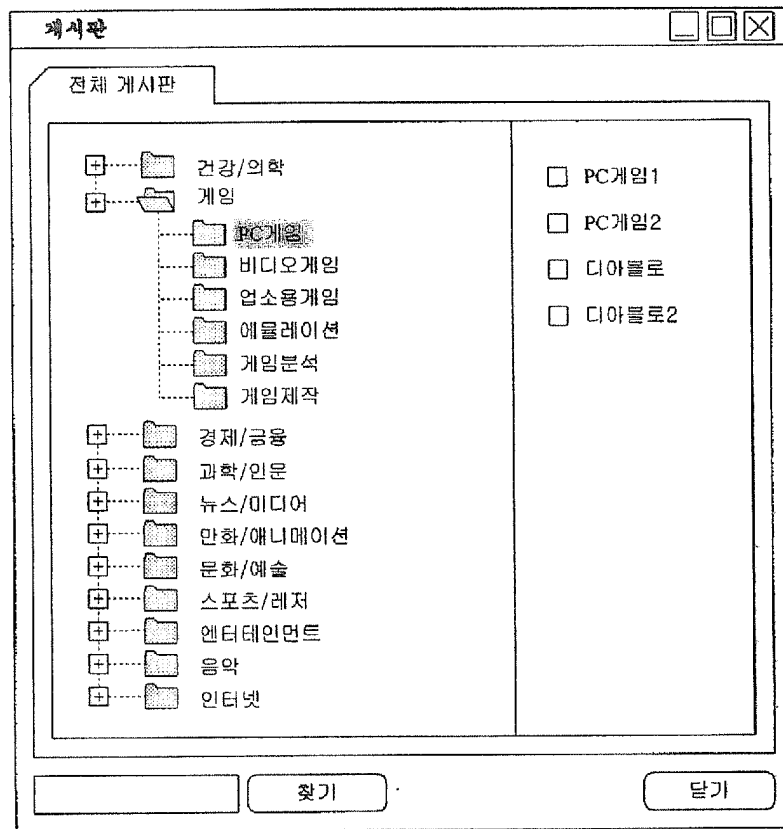 게시판
전체 게시판
건강/의학
게임
PC게임
비디오게임
업소용게임
에뮬레이션
게임분석
게임제작
경제/금융
과학/인문
뉴스/미디어
만화/애니메이션
문화/예술
스포츠/레저
엔터테인먼트
음악
인터넷
PC게임1
PC게임2
디아블로
디아블로2
찾기
닫기